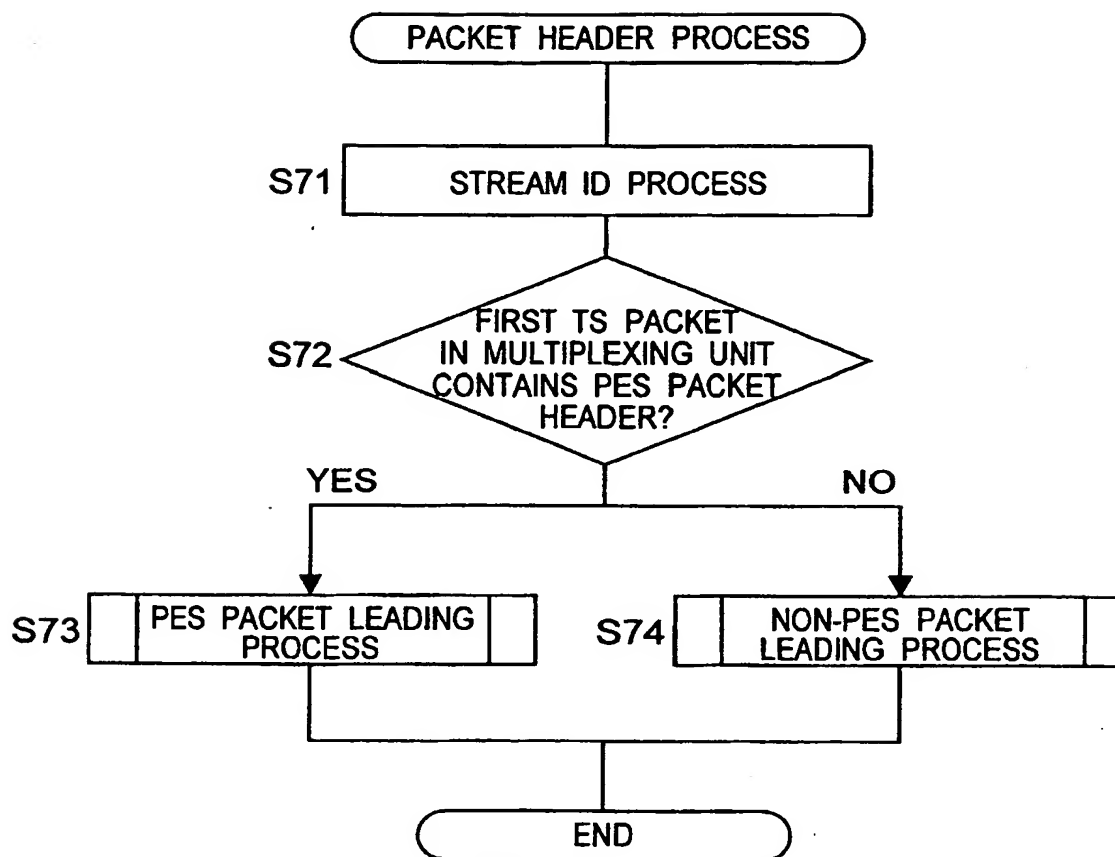 PACKET HEADER PROCESS
S71
STREAM ID PROCESS
S72
FIRST TS PACKET
IN MULTIPLEXING UNIT
CONTAINS PES PACKET
HEADER?
YES
NO
S73
PES PACKET LEADING
PROCESS
S74
NON-PES PACKET
LEADING PROCESS
END